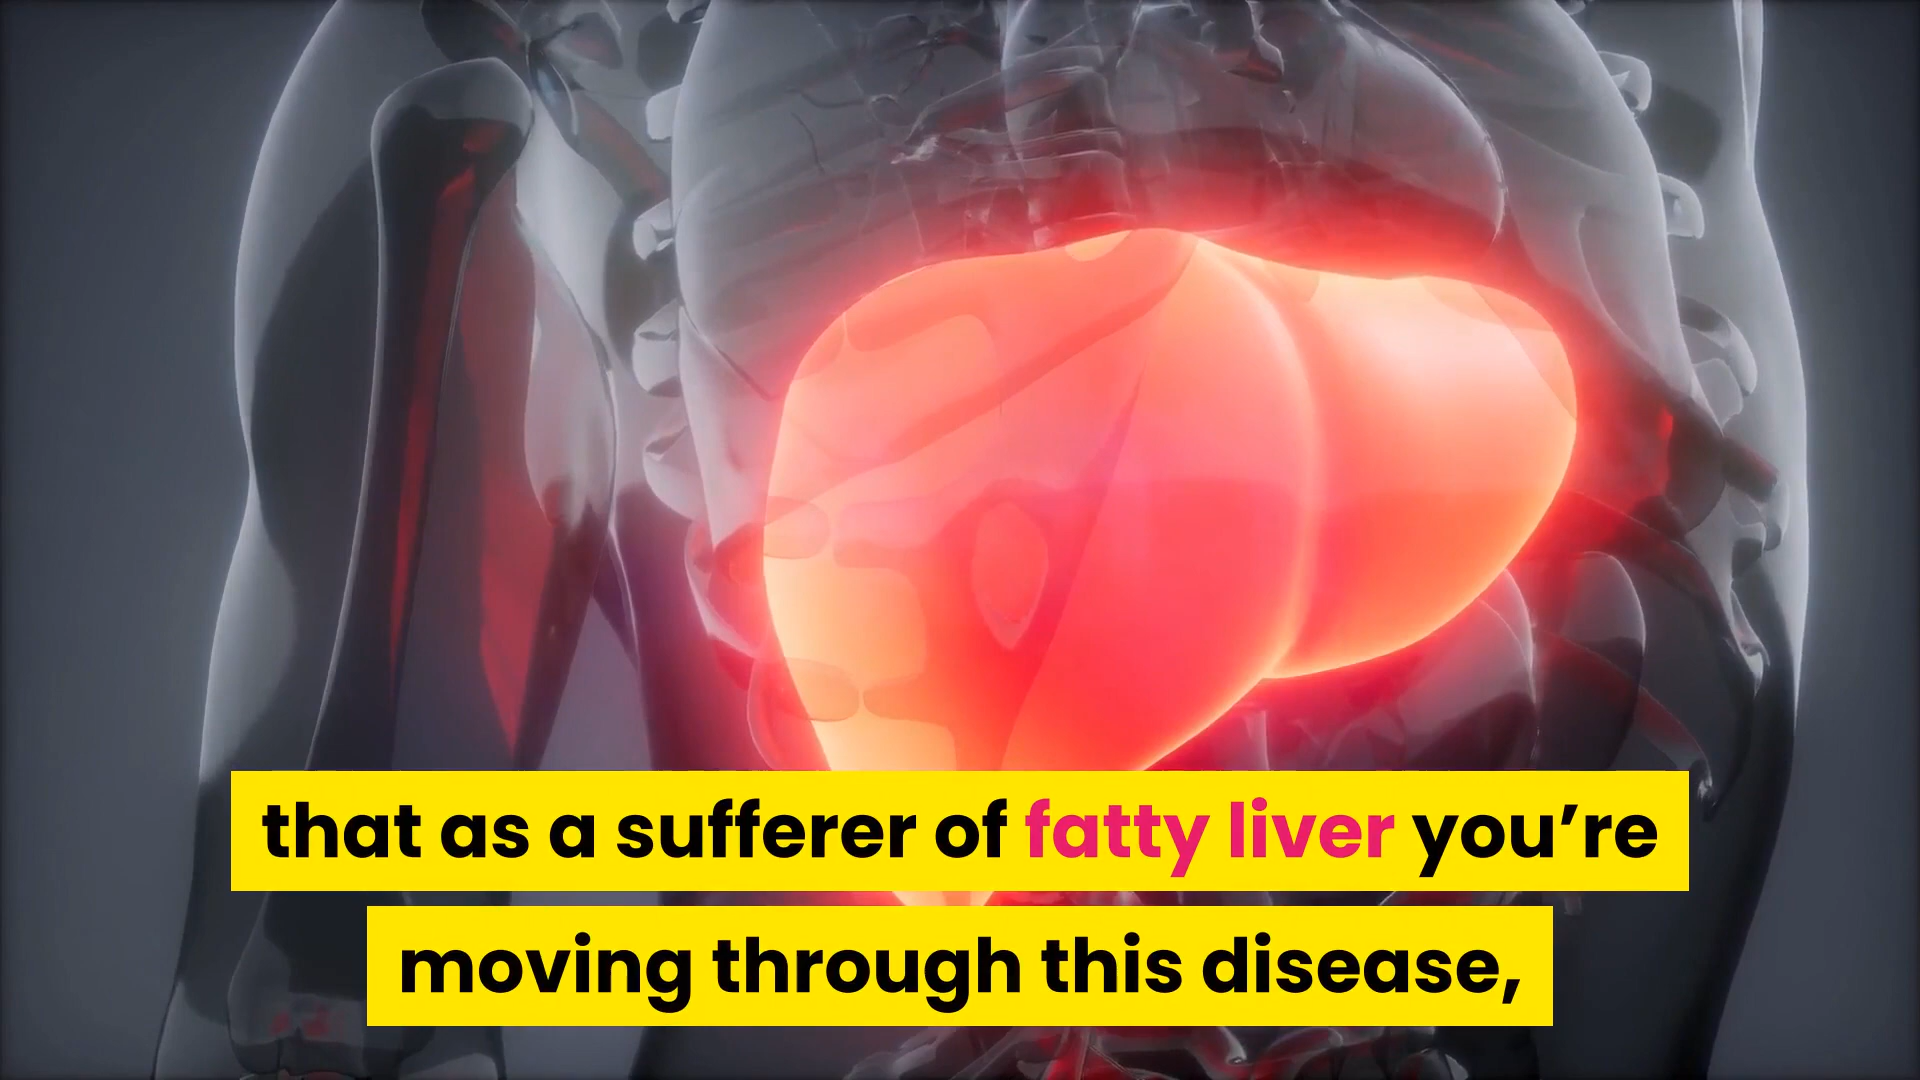 that as a sufferer of fatty liver you’re
moving through this disease,